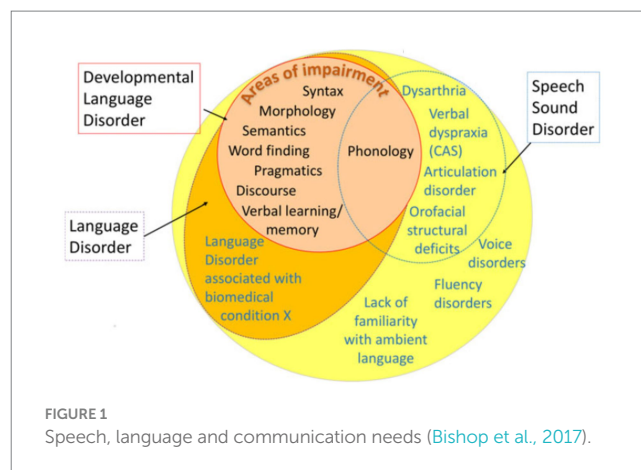 Developmental
Language
Disorder
Areas of impairment
Syntax
Morphology
Semantics
Word finding
Pragmatics
Discourse
Verbal learning/
memory
Phonology
Dysarthria
Verbal
dyspraxia
(CAS)
Articulation
disorder
Orofacial
structural
deficits
Speech
Sound
Disorder
Language
Disorder
Language
Disorder
associated with
biomedical
condition X
Voice
disorders
Fluency
disorders
Lack of
familiarity
with ambient
language
FIGURE 1
Speech, language and communication needs (Bishop et al., 2017).